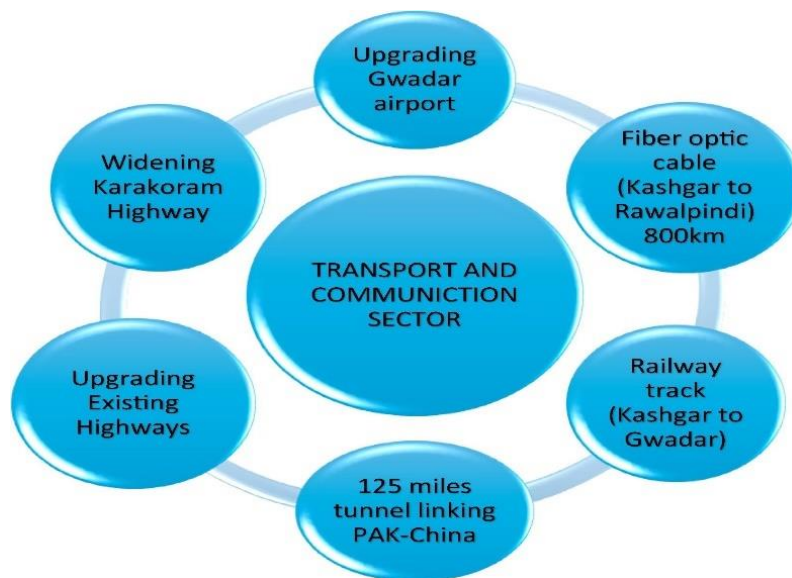 Upgrading
Gwadar
airport
Fiber optic
cable
(Kashgar to
Rawalpindi)
800km
Railway
track
(Kashgar to
Gwadar)
125 miles
tunnel linking
PAK-China
Upgrading
Existing
Highways
Widening
Karakoram
Highway
TRANSPORT AND
COMMUNICTION
SECTOR